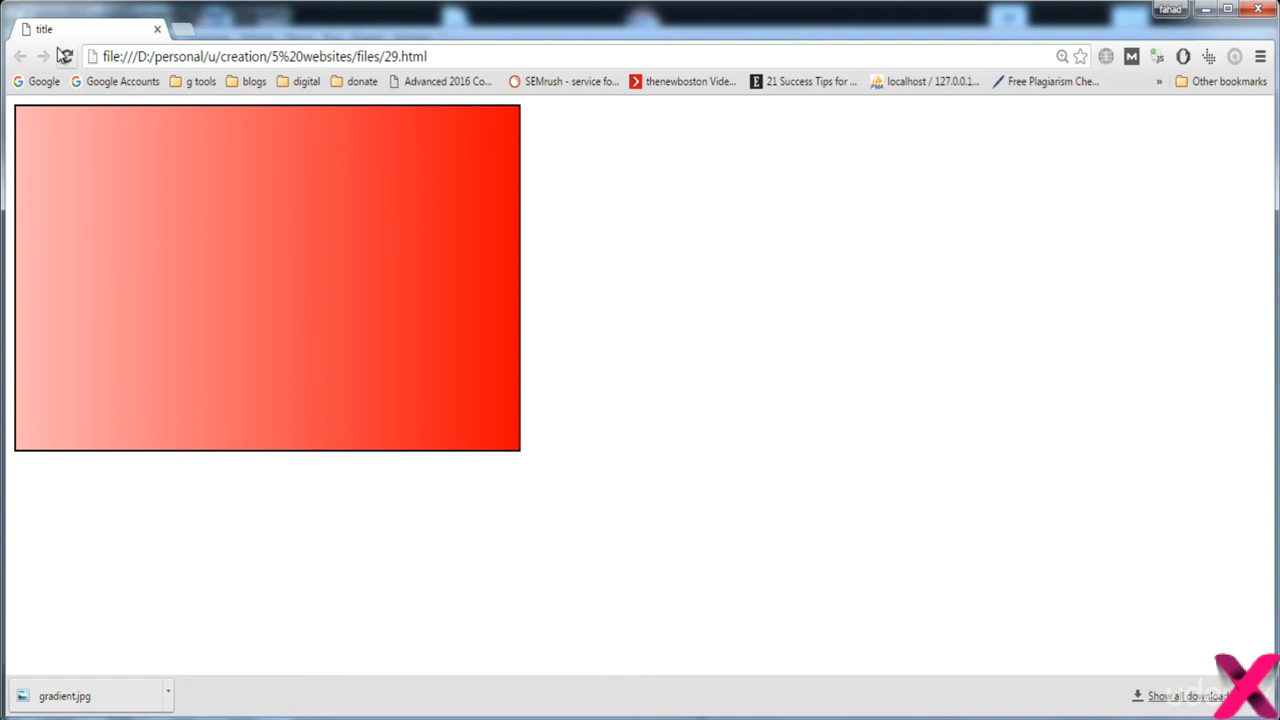 fahad
title
file:///D:/personal/u/creation/5%20websites/files/29.html
Google Google Accounts g tools blogs digital donate Advanced 2016 Co... SEMrush - service fo... thenewboston Vide... 21 Success Tips for ... localhost / 127.0.0.1... Free Plagiarism Chec... » Other bookmarks
gradient.jpg Show all downloads